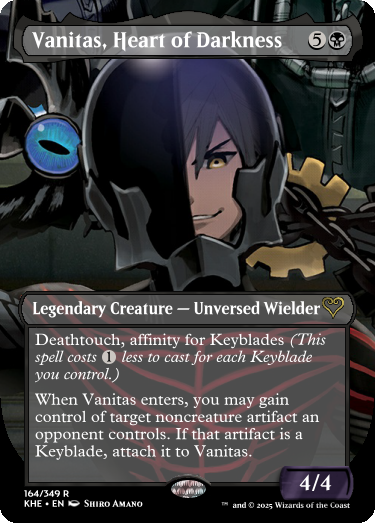 Vanitas, Heart of Darkness 5
Legendary Creature — Unversed Wielder
Deathtouch, affinity for Keyblades (This
spell costs 1 less to cast for each Keyblade
you control.)
When Vanitas enters, you may gain
control of target noncreature artifact an
opponent controls. If that artifact is a
Keyblade, attach it to Vanitas.
4/4
164/349 R
KHE • EN Shiro Amano
™ and © 2025 Wizards of the Coast